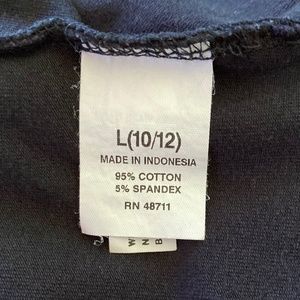 L(10/12)
MADE IN INDONESIA
95% COTTON
5% SPANDEX
RN 48711
W
N
B